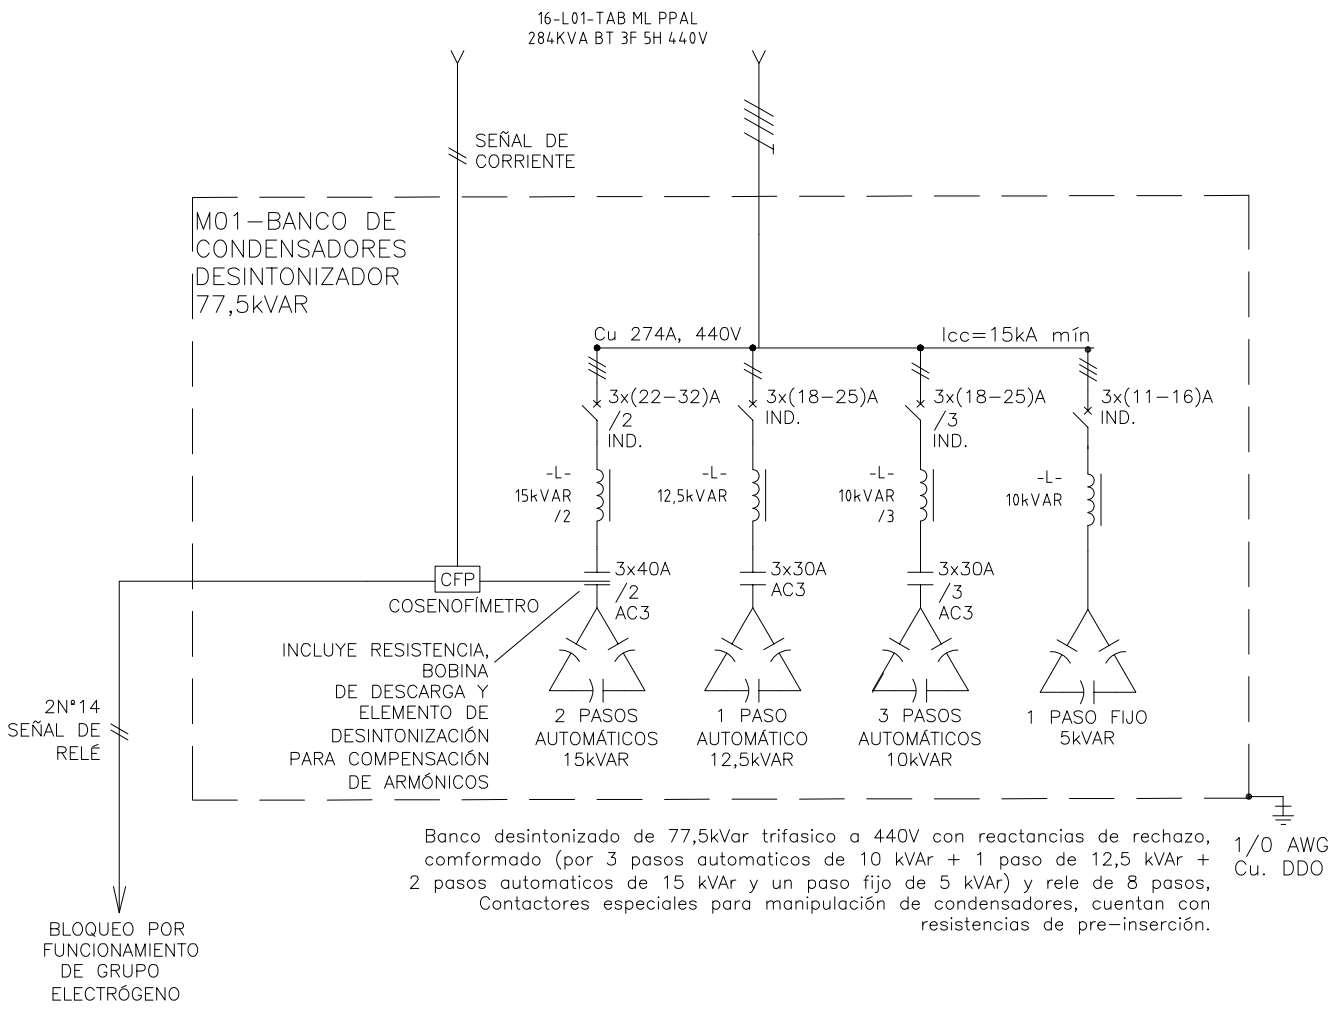 16-L01-TAB ML PPAL
284KVA BT 3F 5H 440V
SEÑAL DE
CORRIENTE
M01-BANCO DE
CONDENSADORES
DESINTONIZADOR
77,5kVAR
Cu 274A, 440V
Icc=15kA mín
3x(22-32)A
/2
IND.
3x(18-25)A
IND.
3x(18-25)A
/3
IND.
3x(11-16)A
IND.
-L-
15kVAR
/2
-L-
12,5kVAR
-L-
10kVAR
/3
-L-
10kVAR
CFP
COSENOFÍMETRO
3x40A
/2
AC3
3x30A
AC3
3x30A
/3
AC3
INCLUYE RESISTENCIA,
BOBINA
DE DESCARGA Y
ELEMENTO DE
DESINTONIZACIÓN
PARA COMPENSACIÓN
DE ARMÓNICOS
2 PASOS
AUTOMÁTICOS
15kVAR
1 PASO
AUTOMÁTICO
12,5kVAR
3 PASOS
AUTOMÁTICOS
10kVAR
1 PASO FIJO
5kVAR
2N°14
SEÑAL DE
RELÉ
Banco desintonizado de 77,5kVar trifasico a 440V con reactancias de rechazo,
comformado (por 3 pasos automaticos de 10 kVAr + 1 paso de 12,5 kVAr +
2 pasos automaticos de 15 kVAr y un paso fijo de 5 kVAr) y rele de 8 pasos,
Contactores especiales para manipulación de condensadores, cuentan con
resistencias de pre-inserción.
1/0 AWG
Cu. DDO
BLOQUEO POR
FUNCIONAMIENTO
DE GRUPO
ELECTRÓGENO